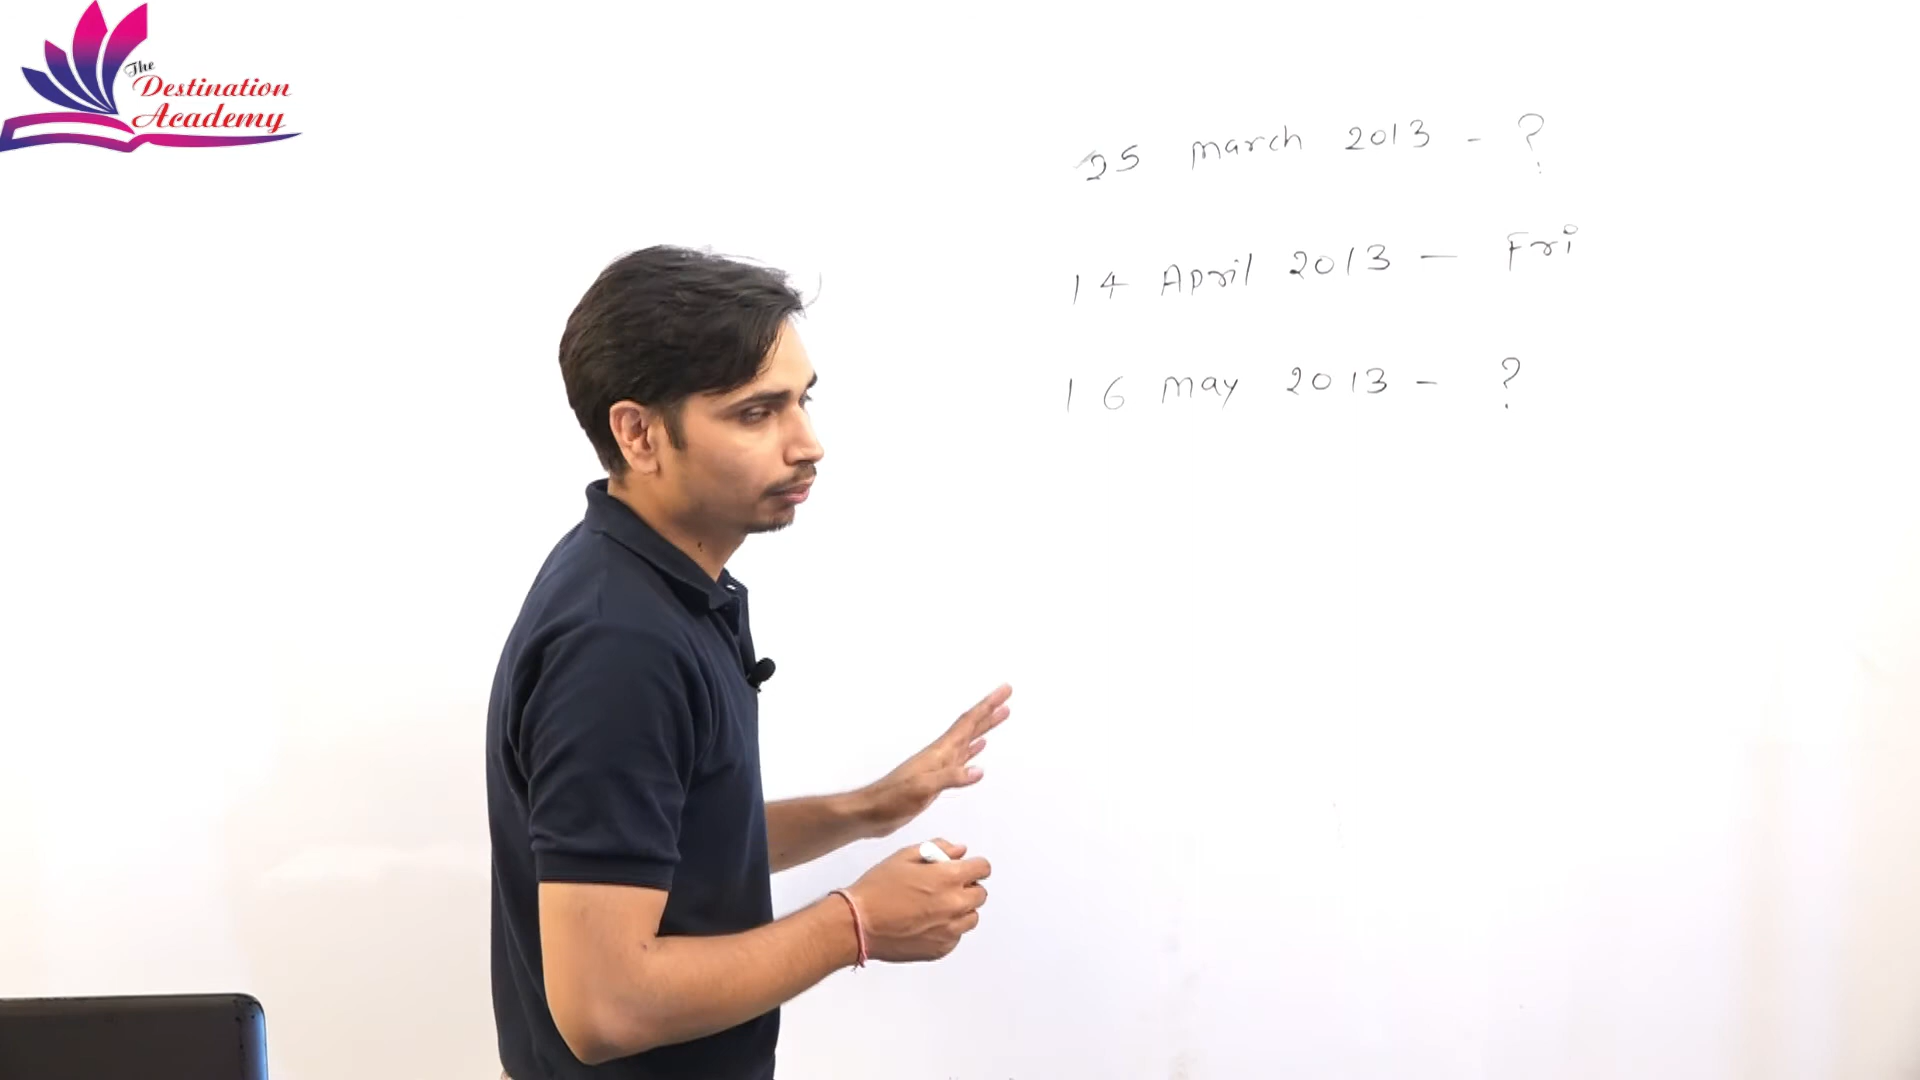 The
Destination
Academy
25 March 2013 - ?
14 April 2013 - Fri
16 May 2013 - ?